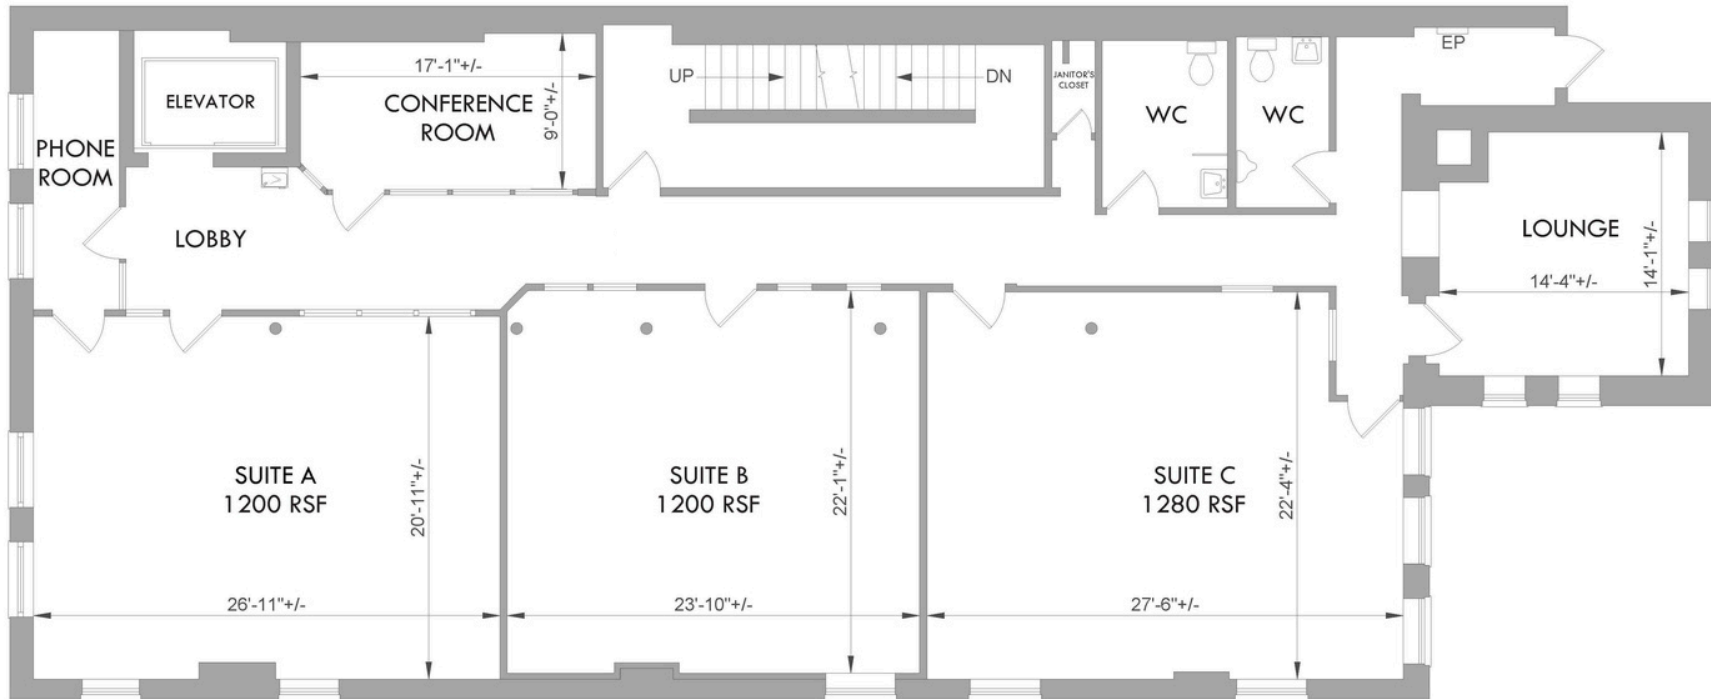 EP
17'-1"+/-
UP
DN
JANITOR'S
CLOSET
ELEVATOR
CONFERENCE
ROOM
9'-0"+/-
WC
WC
PHONE
ROOM
LOBBY
LOUNGE
14'-1"+/-
14'-4"+/-
SUITE A
1200 RSF
20'-11"+/-
SUITE B
1200 RSF
22'-1"+/-
SUITE C
1280 RSF
22'-4"+/-
26'-11"+/-
23'-10"+/-
27'-6"+/-